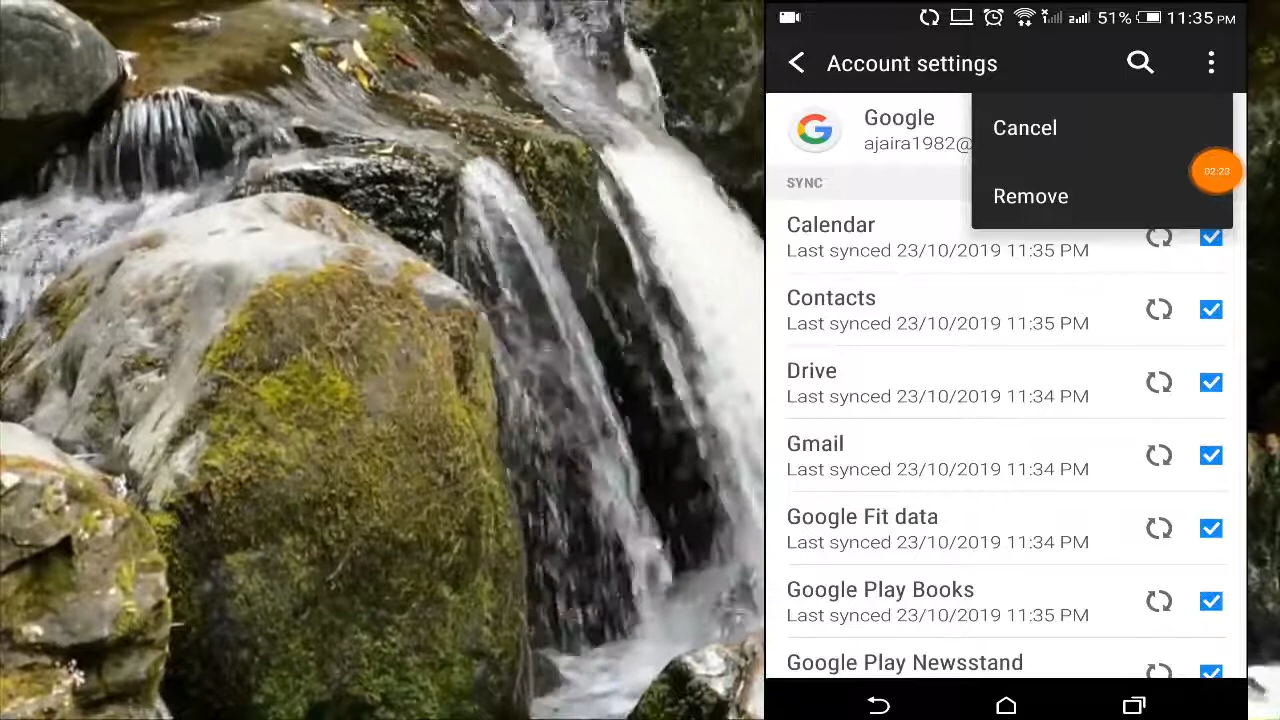 51% 11:35 PM
Account settings
Google
ajaira1982@
Cancel
Remove
02:23
SYNC
Calendar
Last synced 23/10/2019 11:35 PM
Contacts
Last synced 23/10/2019 11:35 PM
Drive
Last synced 23/10/2019 11:34 PM
Gmail
Last synced 23/10/2019 11:34 PM
Google Fit data
Last synced 23/10/2019 11:34 PM
Google Play Books
Last synced 23/10/2019 11:35 PM
Google Play Newsstand